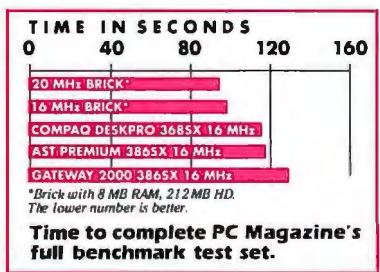 TIME IN SECONDS
0 40 80 120 160
20 MHz BRICK*
16 MHz BRICK*
COMPAQ DESKPRO 368SX 16 MHz
AST PREMIUM 386SX 16 MHz
GATEWAY 2000 386SX 16 MHz
*Brick with 8 MB RAM, 212 MB HD.
The lower number is better.
Time to complete PC Magazine's
full benchmark test set.